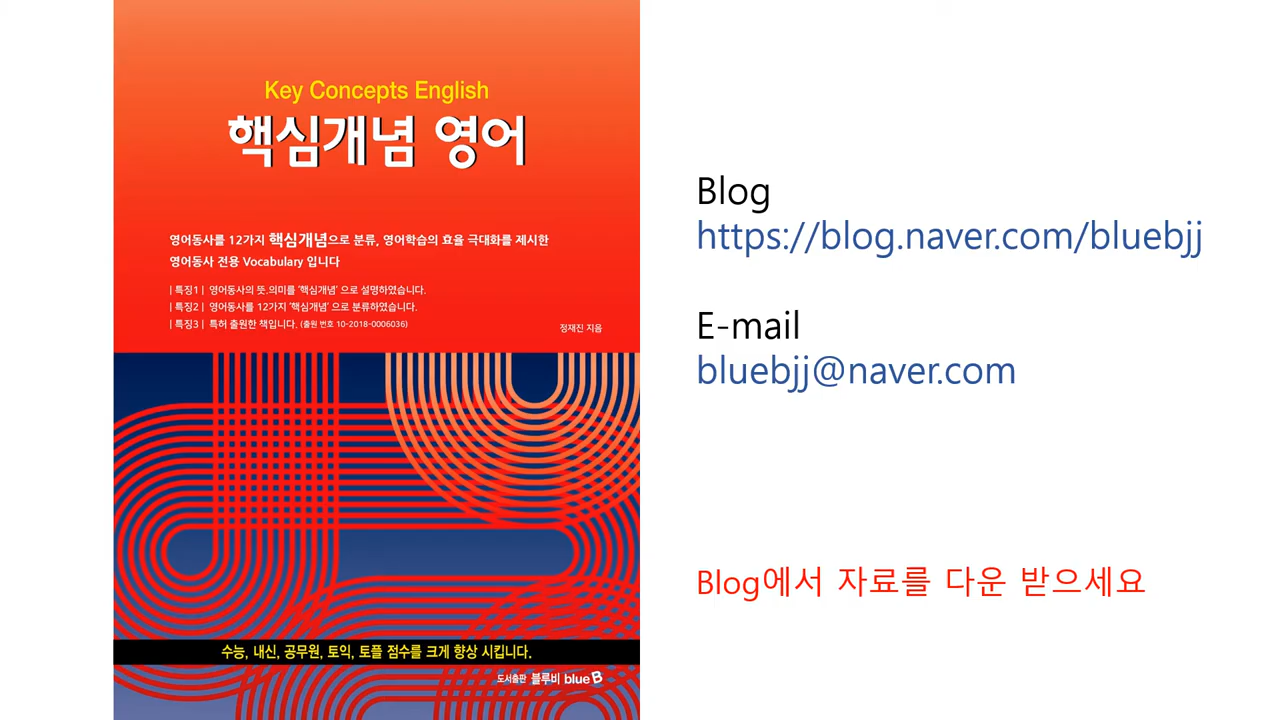 Key Concepts English
핵심개념 영어
영어동사를 12가지 핵심개념으로 분류, 영어학습의 효율 극대화를 제시한
영어동사 전용 Vocabulary 입니다
| 특징1 | 영어동사의 뜻.의미를 '핵심개념' 으로 설명하였습니다.
| 특징2 | 영어동사를 12가지 '핵심개념' 으로 분류하였습니다.
| 특징3 | 특허 출원한 책입니다. (출원 번호 10-2018-0006036)
정재진 지음
수능, 내신, 공무원, 토익, 토플 점수를 크게 향상 시킵니다.
도서출판 블루비 blue B
Blog
https://blog.naver.com/bluebjj
E-mail
bluebjj@naver.com
Blog에서 자료를 다운 받으세요